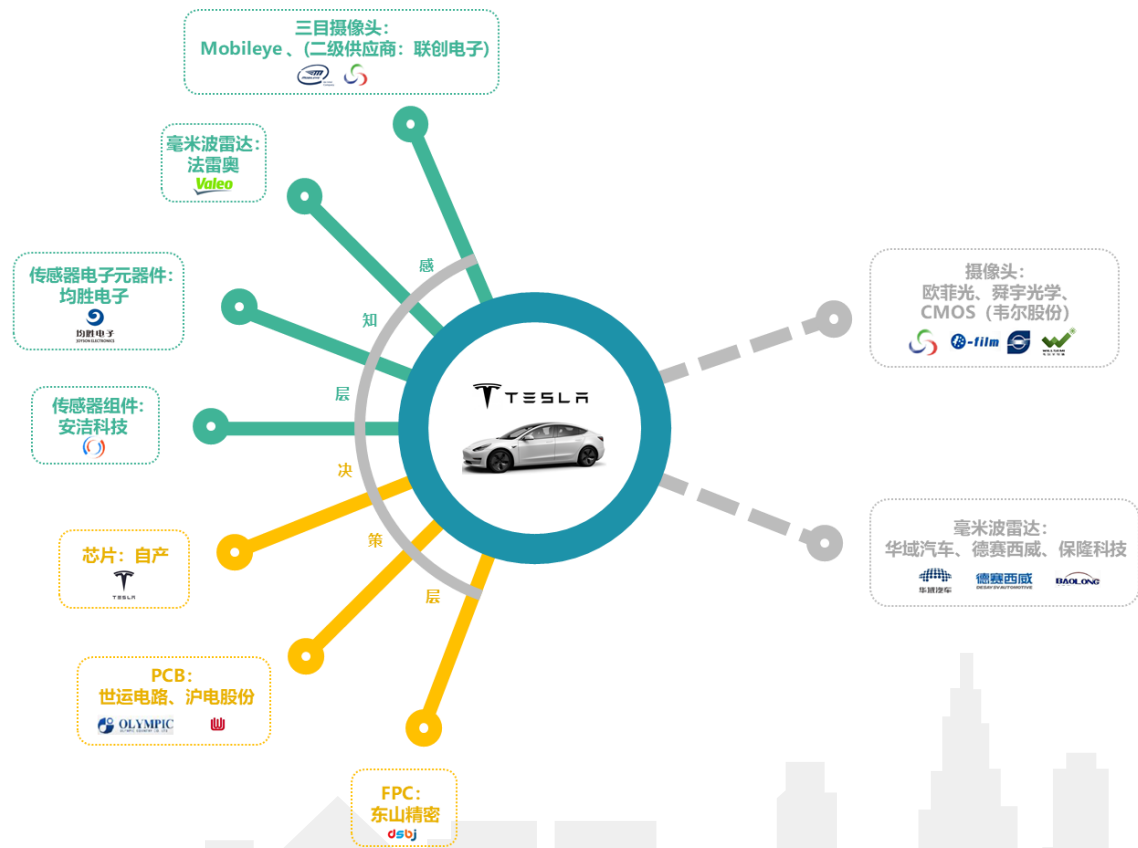 三目摄像头：
Mobileye、(二级供应商：联创电子)
毫米波雷达：
法雷奥
Valeo
传感器电子元器件：
均胜电子
均胜电子
JOYSON ELECTRONICS
传感器组件：
安洁科技
芯片：自产
TESLA
PCB：
世运电路、沪电股份
OLYMPIC
FPC：
东山精密
dsbj
感
知
层
决
策
层
TESLA
摄像头：
欧菲光、舜宇光学、
CMOS（韦尔股份）
-film
毫米波雷达：
华域汽车、德赛西威、保隆科技
华域汽车
德赛西威
DESAY SV AUTOMOTIVE
BAOLONG